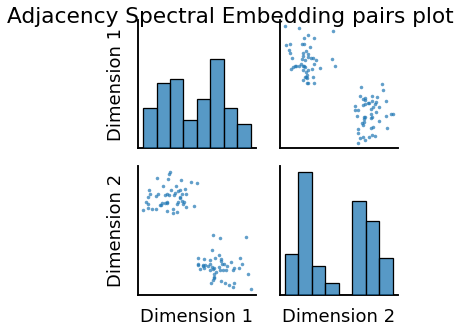 Adjacency Spectral Embedding pairs plot
Dimension 1
Dimension 2
Dimension 1
Dimension 2